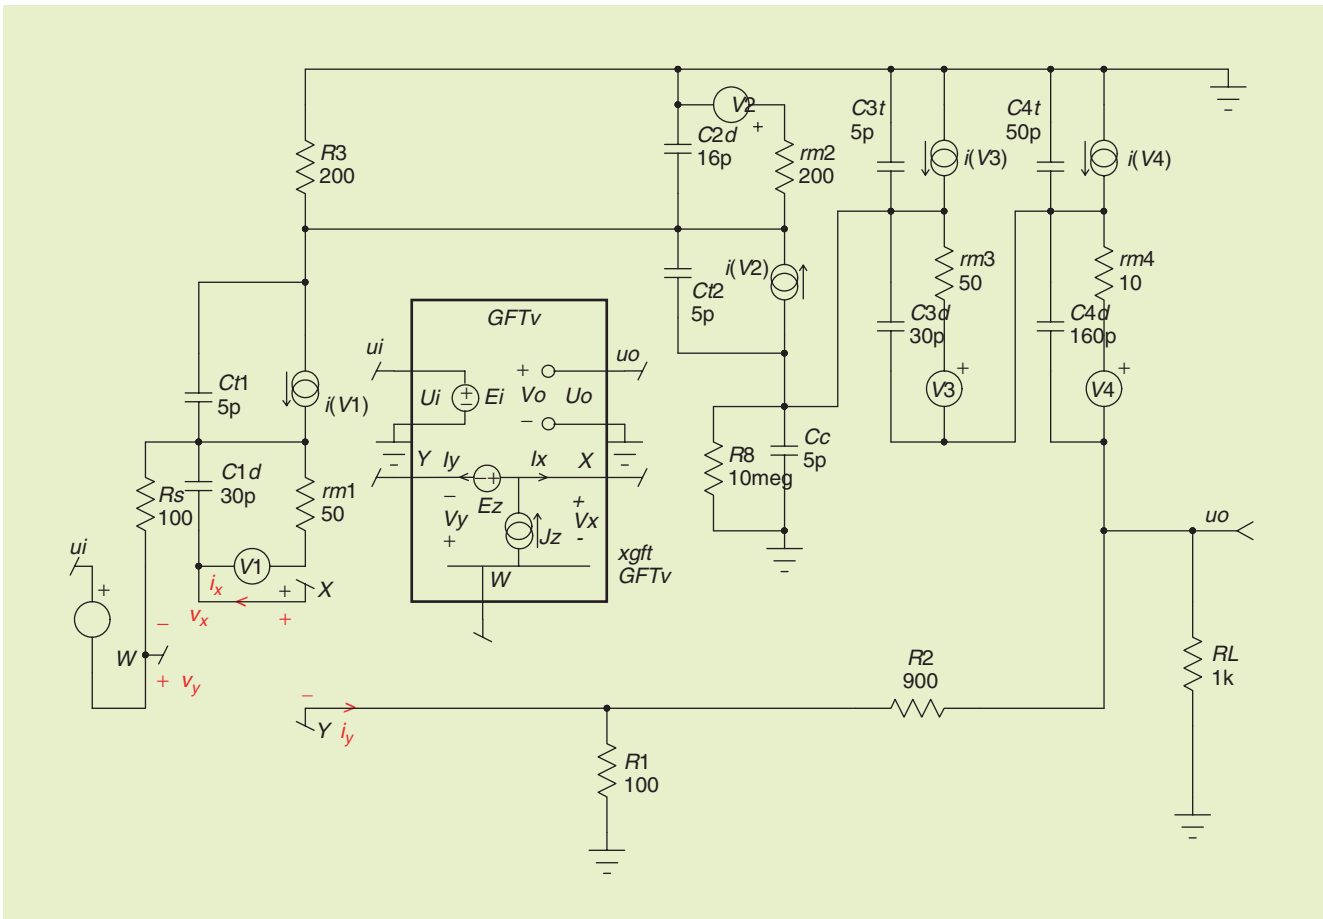 R3
200
V2
+
C2d
16p
rm2
200
C3t
5p
i(V3)
C4t
50p
i(V4)
i(V2)
Ct2
5p
rm3
50
C3d
30p
V3
+
rm4
10
C4d
160p
V4
+
Ct1
5p
i(V1)
GFTv
ui
uo
Ui
+
−
Ei
+
Vo
−
Uo
Y
Iy
Ix
X
−
+
Ez
−
Vy
+
Jz
+
Vx
-
W
xgft
GFTv
R8
10meg
Cc
5p
Rs
100
C1d
30p
rm1
50
V1
ui
+
ix
+
X
vx
+
−
W
+ vy
−
Y
iy
R1
100
R2
900
uo
RL
1k